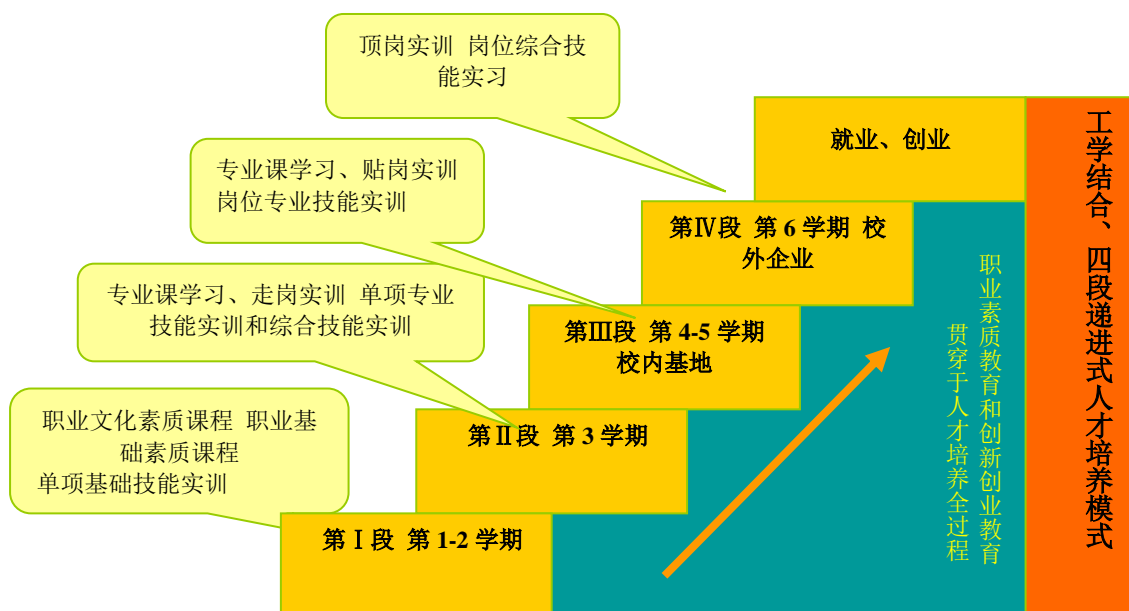 顶岗实训 岗位综合技
能实习
就业、创业
专业课学习、贴岗实训
岗位专业技能实训
第Ⅳ段 第 6 学期 校
外企业
专业课学习、走岗实训 单项专业
技能实训和综合技能实训
第Ⅲ段 第 4-5 学期
校内基地
职业文化素质课程 职业基
础素质课程
单项基础技能实训
第Ⅱ段 第 3 学期
第Ⅰ段 第 1-2 学期
职业素质教育和创新创业教育
贯穿于人才培养全过程
工学结合、四段递进式人才培养模式